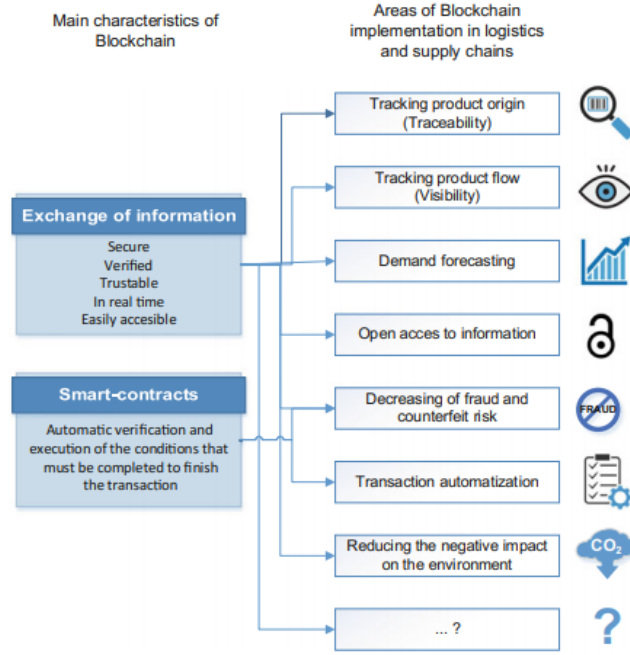 Main characteristics of
Blockchain
Areas of Blockchain
implementation in logistics
and supply chains
Exchange of information
Secure
Verified
Trustable
In real time
Easily accesible
Smart-contracts
Automatic verification and
execution of the conditions that
must be completed to finish
the transaction
Tracking product origin
(Traceability)
Tracking product flow
(Visibility)
Demand forecasting
Open acces to information
Decreasing of fraud and
counterfeit risk
FRAUD
Transaction automatization
Reducing the negative impact
on the environment
CO2
... ?
?